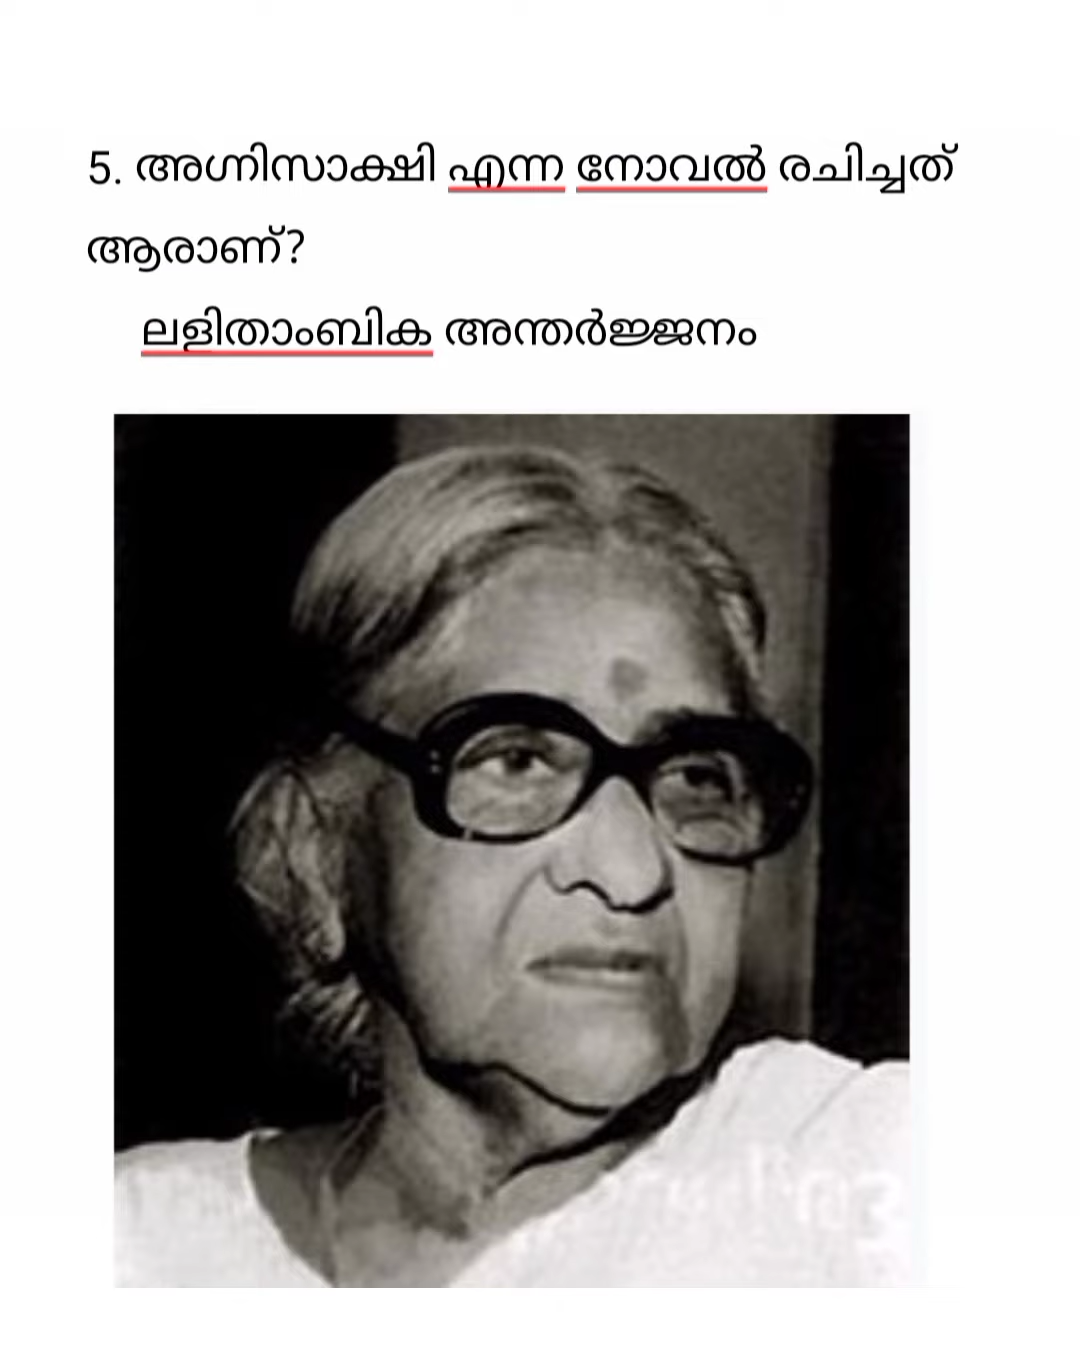 5. അഗ്നിസാക്ഷി എന്ന നോവൽ രചിച്ചത്
ആരാണ്?
ലളിതാംബിക അന്തർജ്ജനം